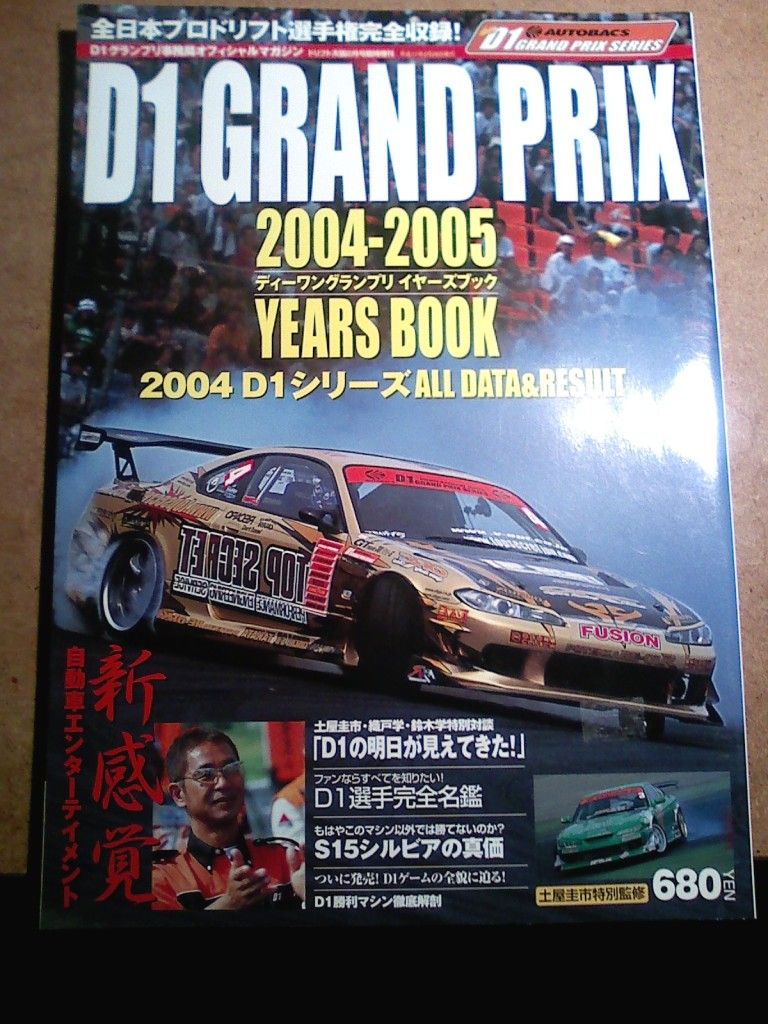 全日本プロドリフト選手権完全収録!
AUTOBACS
D1 GRAND PRIX SERIES
D1グランプリ事務局オフィシャルマガジン
D1 GRAND PRIX
2004-2005
ディーワングランプリ イヤーズブック
YEARS BOOK
2004 D1シリーズ ALL DATA&RESULT
D1
GRAND PRIX SERIES
4
TOP SECRET
FUSION
新感覚
自動車エンターテイメント
土屋圭市・織戸学・鈴木学特別対談
「D1の明日が見えてきた!」
ファンならすべてを知りたい!
D1選手完全名鑑
もはやこのマシン以外では勝てないのか?
S15シルビアの真価
ついに発売! D1ゲームの全貌に迫る!
D1勝利マシン徹底解剖
土屋圭市特別監修
680 YEN